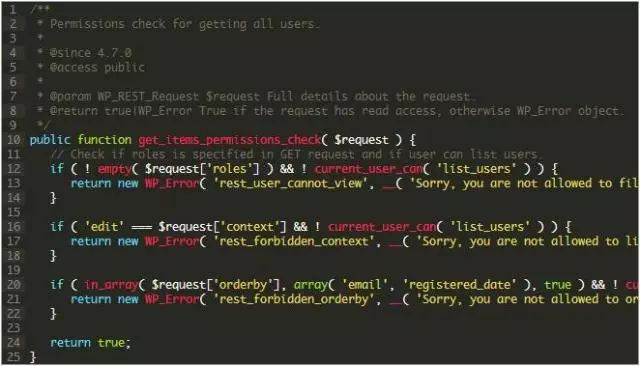 1 /**
2 * Permissions check for getting all users.
3 *
4 * @since 4.7.0
5 * @access public
6 *
7 * @param WP_REST_Request $request Full details about the request.
8 * @return true|WP_Error True if the request has read access, otherwise WP_Error object.
9 */
10 public function get_items_permissions_check( $request ) {
11 // Check if roles is specified in GET request and if user can list users.
12 if ( ! empty( $request['roles'] ) && ! current_user_can( 'list_users' ) ) {
13 return new WP_Error( 'rest_user_cannot_view', __( 'Sorry, you are not allowed to fil
14 }
15
16 if ( 'edit' === $request['context'] && ! current_user_can( 'list_users' ) ) {
17 return new WP_Error( 'rest_forbidden_context', __( 'Sorry, you are not allowed to li
18 }
19
20 if ( in_array( $request['orderby'], array( 'email', 'registered_date' ), true ) && ! cu
21 return new WP_Error( 'rest_forbidden_orderby', __( 'Sorry, you are not allowed to or
22 }
23
24 return true;
25 }